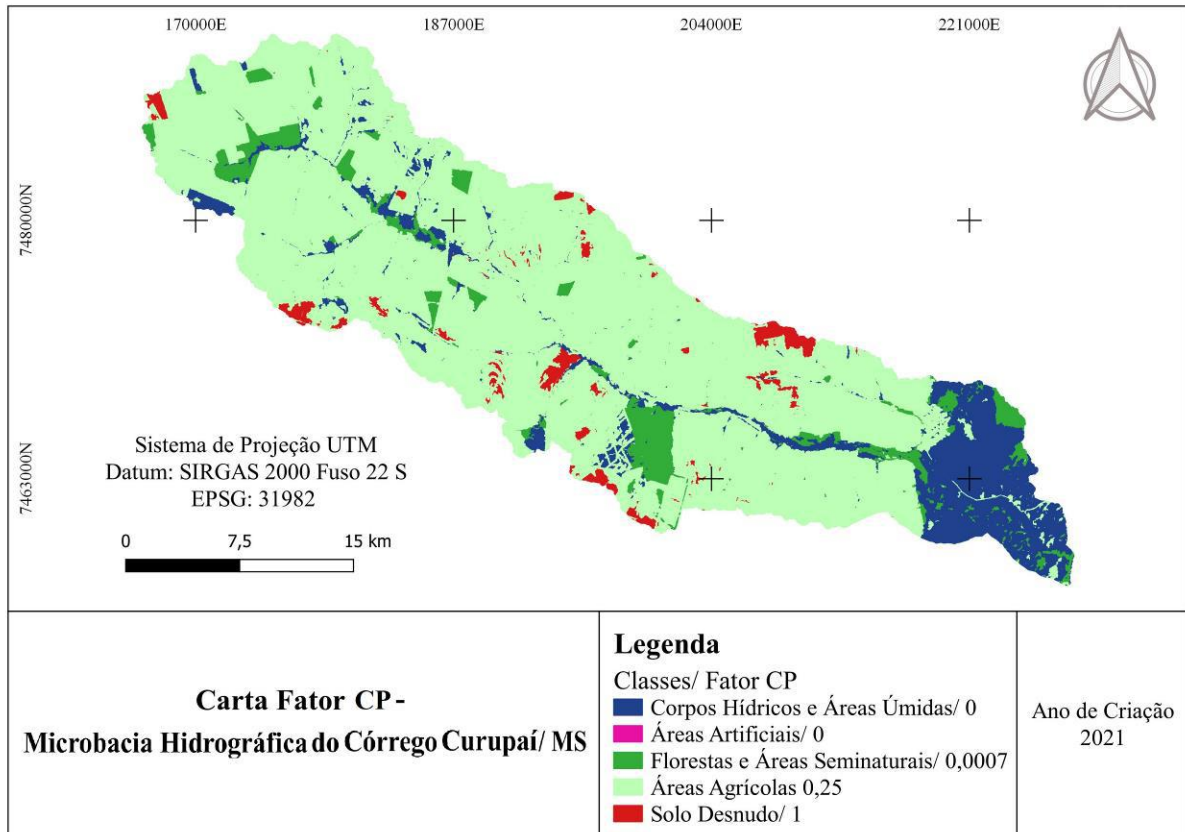 170000E
187000E
204000E
221000E
7480000N
7463000N
Sistema de Projeção UTM
Datum: SIRGAS 2000 Fuso 22 S
EPSG: 31982
0
7,5
15 km
Carta Fator CP -
Microbacia Hidrográfica do Córrego Curupaí/ MS
Legenda
Classes/ Fator CP
Corpos Hídricos e Áreas Úmidas/ 0
Áreas Artificiais/ 0
Florestas e Áreas Seminaturais/ 0,0007
Áreas Agrícolas 0,25
Solo Desnudo/ 1
Ano de Criação
2021